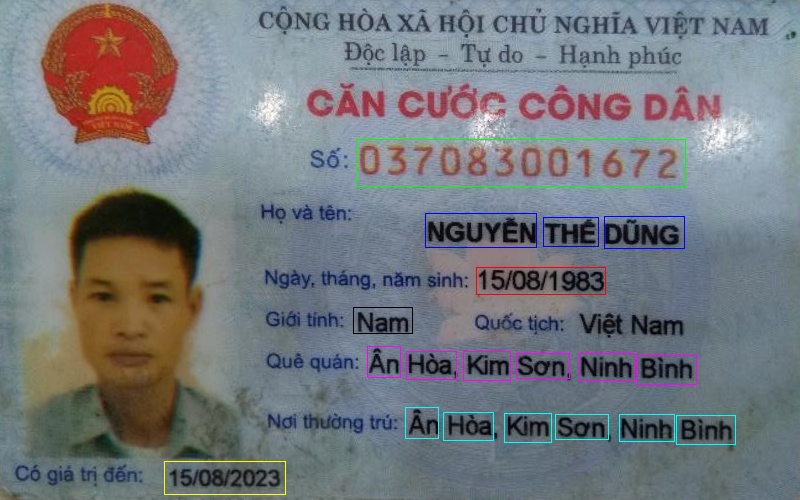 CỘNG HÒA XÃ HỘI CHỦ NGHĨA VIỆT NAM
Độc lập – Tự do – Hạnh phúc
CĂN CƯỚC CÔNG DÂN
Số: 037083001672
Họ và tên: NGUYỄN THẾ DŨNG
Ngày, tháng, năm sinh: 15/08/1983
Giới tính: Nam Quốc tịch: Việt Nam
Quê quán: Ân Hòa, Kim Sơn, Ninh Bình
Nơi thường trú: Ân Hòa, Kim Sơn, Ninh Bình
Có giá trị đến: 15/08/2023